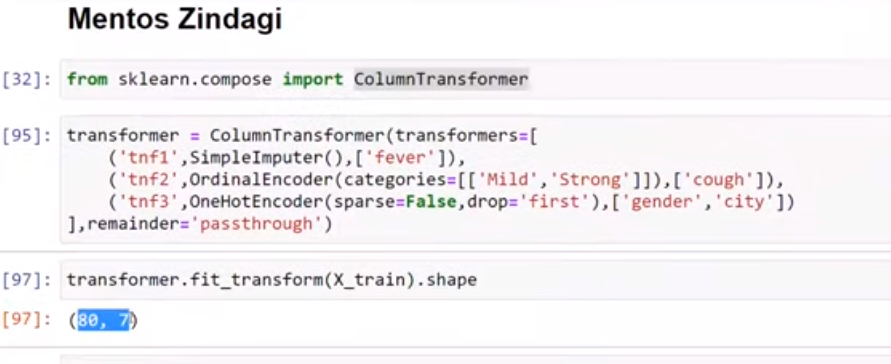 Mentos Zindagi
[32]: from sklearn.compose import ColumnTransformer
[95]: transformer = ColumnTransformer(transformers=[
('tnf1',SimpleImputer(),['fever']),
('tnf2',OrdinalEncoder(categories=[['Mild','Strong']]),['cough']),
('tnf3',OneHotEncoder(sparse=False,drop='first'),['gender','city'])
],remainder='passthrough')
[97]: transformer.fit_transform(X_train).shape
[97]: (80, 7)